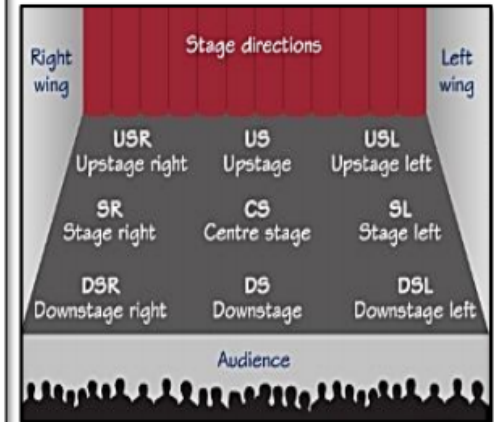 Stage directions
Right
wing
Left
wing
USR
Upstage right
US
Upstage
USL
Upstage left
SR
Stage right
CS
Centre stage
SL
Stage left
DSR
Downstage right
DS
Downstage
DSL
Downstage left
Audience